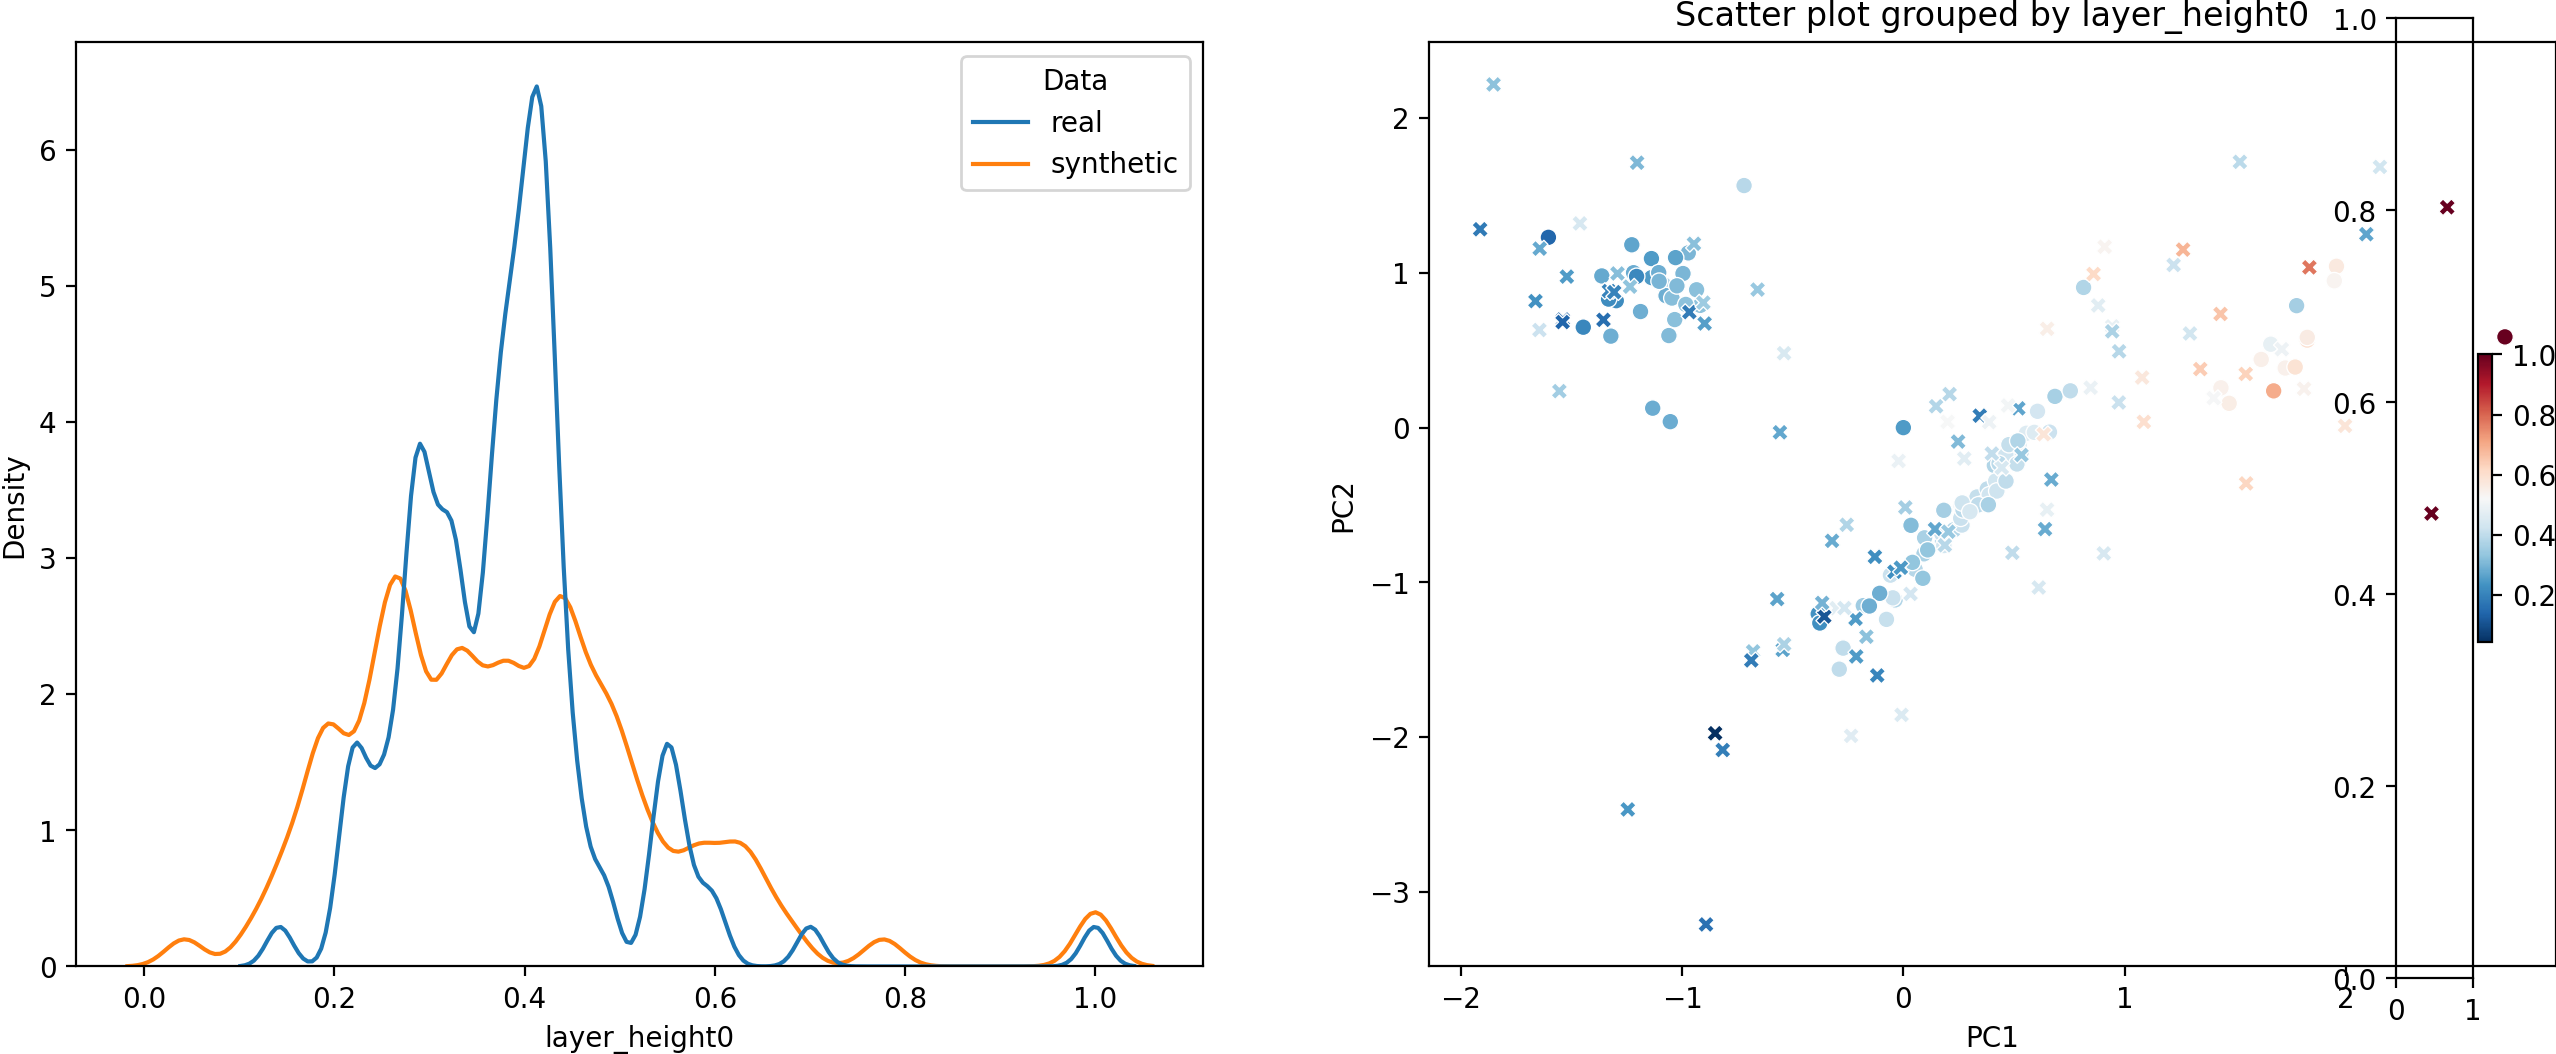 Density
6
5
4
3
2
1
0
0.0 0.2 0.4 0.6 0.8 1.0
layer_height0
Data
real
synthetic
Scatter plot grouped by layer_height0
PC2
2
1
0
−1
−2
−3
−2 −1 0 1 2
PC1
1.0
0.8
0.6
0.4
0.2
0.0
0 1
1.0
0.8
0.6
0.4
0.2